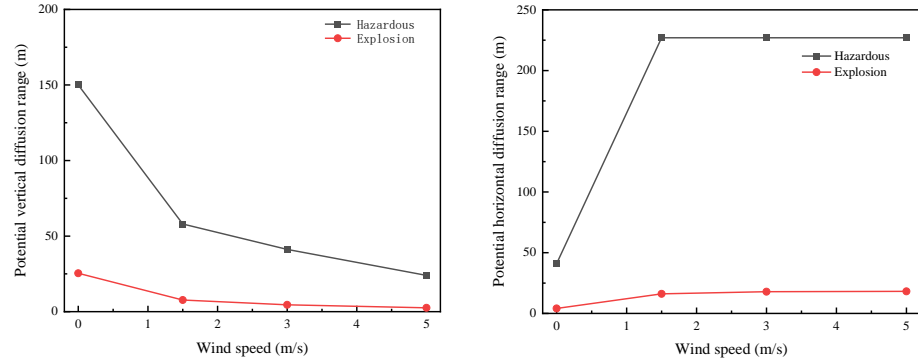 200
150
100
50
0
Potential vertical diffusion range (m)
Hazardous
Explosion
0 1 2 3 4 5
Wind speed (m/s)
250
200
150
100
50
0
Potential horizontal diffusion range (m)
Hazardous
Explosion
0 1 2 3 4 5
Wind speed (m/s)